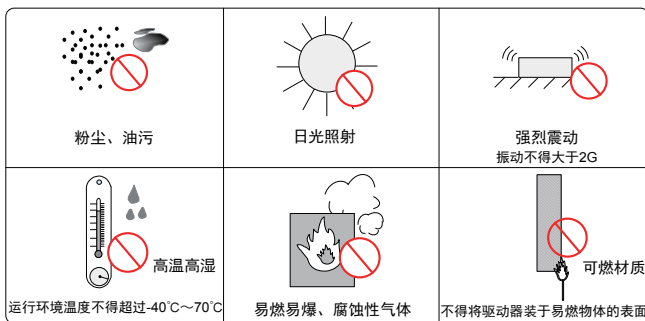 粉尘、油污
日光照射
强烈震动
振动不得大于2G
高温高湿
运行环境温度不得超过-40℃～70℃
易燃易爆、腐蚀性气体
可燃材质
不得将驱动器装于易燃物体的表面